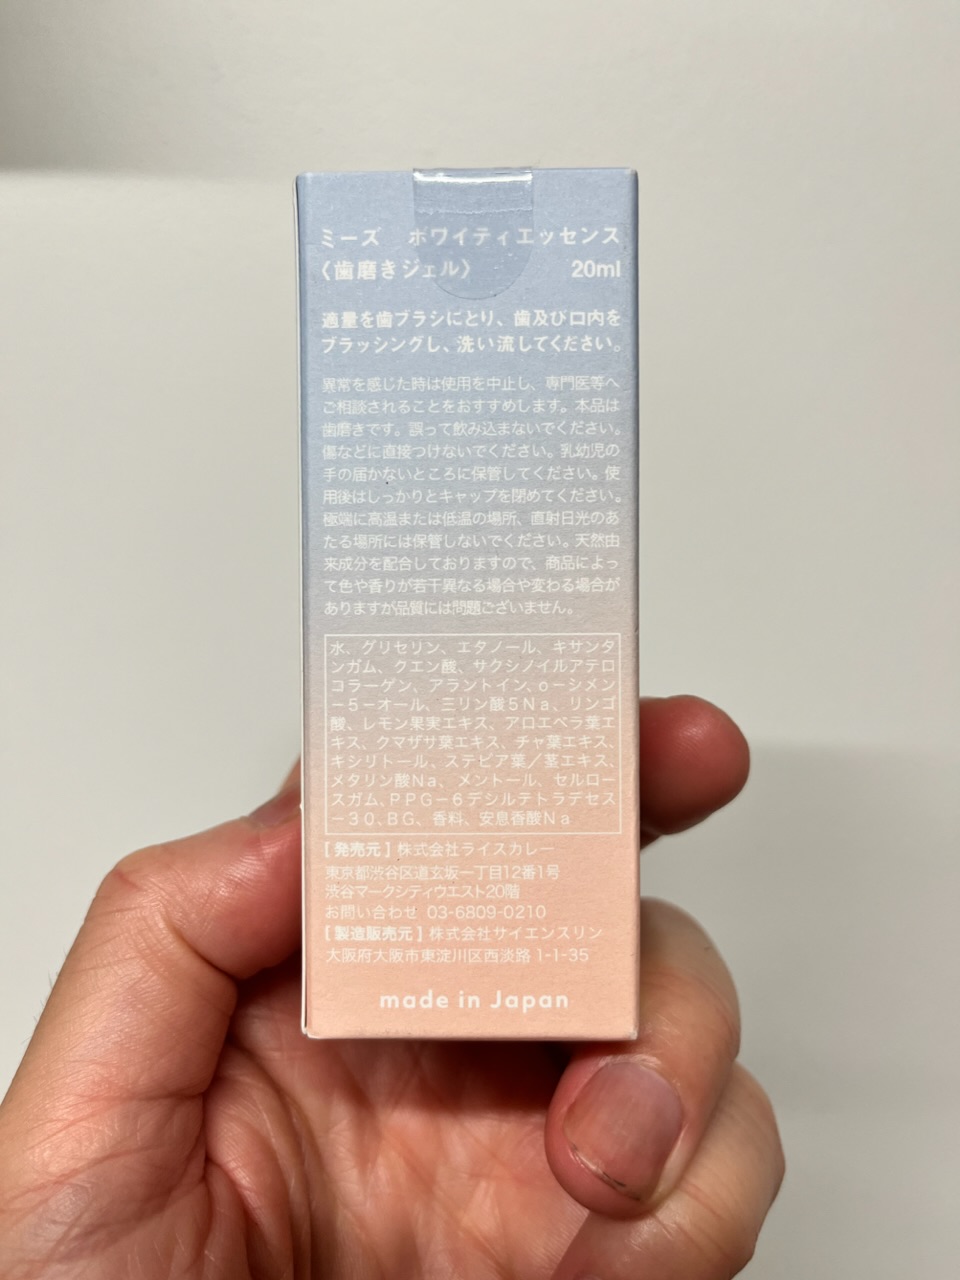 ミーズ　ホワイティエッセンス
〈歯磨きジェル〉　20ml
適量を歯ブラシにとり、歯及び口内を
ブラッシングし、洗い流してください。
異常を感じた時は使用を中止し、専門医等へ
ご相談されることをおすすめします。本品は
歯磨きです。誤って飲み込まないでください。
傷などに直接つけないでください。乳幼児の
手の届かないところに保管してください。使
用後はしっかりとキャップを閉めてください。
極端に高温または低温の場所、直射日光のあ
たる場所には保管しないでください。天然由
来成分を配合しておりますので、商品によっ
て色や香りが若干異なる場合や変わる場合が
ありますが品質には問題ございません。
水、グリセリン、エタノール、キサンタ
ンガム、クエン酸、サクシノイルアテロ
コラーゲン、アラントイン、o－シメン
－5－オール、三リン酸5Na、リンゴ
酸、レモン果実エキス、アロエベラ葉エ
キス、クマザサ葉エキス、チャ葉エキス、
キシリトール、ステビア葉／茎エキス、
メタリン酸Na、メントール、セルロー
スガム、PPG－6デシルテトラデセス
－30、BG、香料、安息香酸Na
[発売元] 株式会社ライスカレー
東京都渋谷区道玄坂一丁目12番1号
渋谷マークシティウエスト20階
お問い合わせ 03-6809-0210
[製造販売元] 株式会社サイエンスリン
大阪府大阪市東淀川区西淡路 1-1-35
made in Japan